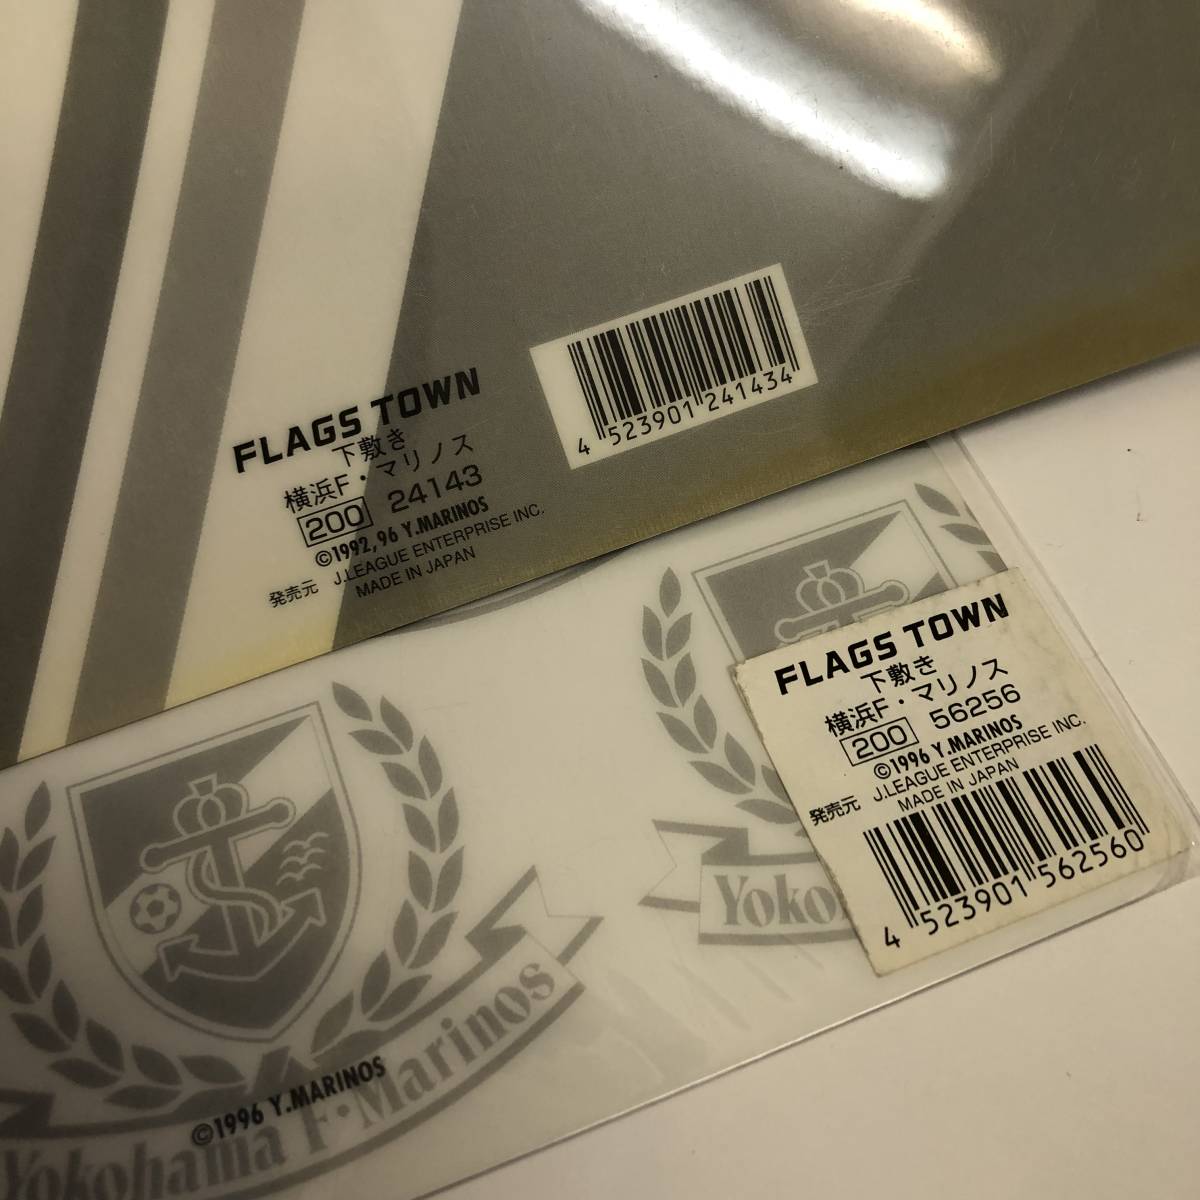 FLAGS TOWN
下敷き
横浜F・マリノス
200 24143
©1992,96 Y.MARINOS
発売元 J.LEAGUE ENTERPRISE INC.
MADE IN JAPAN
4 523901 241434
FLAGS TOWN
下敷き
横浜F・マリノス
200 56256
©1996 Y.MARINOS
発売元 J.LEAGUE ENTERPRISE INC.
MADE IN JAPAN
4 523901 562560
Yokohama F・Marinos
©1996 Y.MARINOS